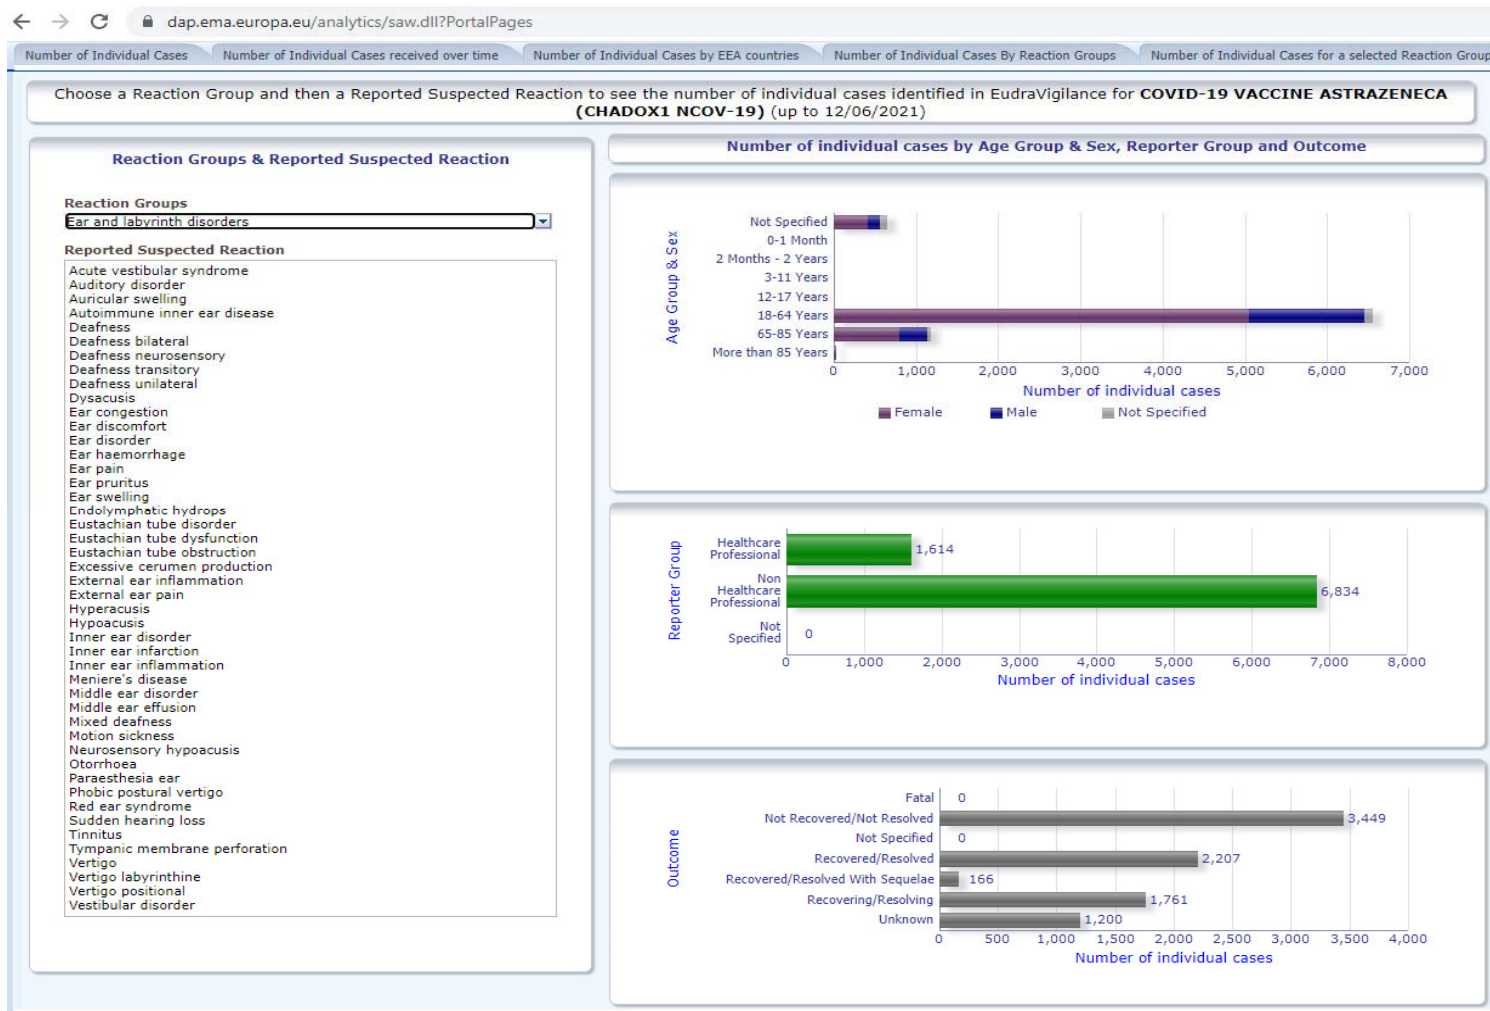 dap.ema.europa.eu/analytics/saw.dll?PortalPages
Number of Individual Cases
Number of Individual Cases received over time
Number of Individual Cases by EEA countries
Number of Individual Cases By Reaction Groups
Number of Individual Cases for a selected Reaction Group
Choose a Reaction Group and then a Reported Suspected Reaction to see the number of individual cases identified in EudraVigilance for COVID-19 VACCINE ASTRAZENECA
(CHADOX1 NCOV-19) (up to 12/06/2021)
Reaction Groups & Reported Suspected Reaction
Reaction Groups
Ear and labyrinth disorders
Reported Suspected Reaction
Acute vestibular syndrome
Auditory disorder
Auricular swelling
Autoimmune inner ear disease
Deafness
Deafness bilateral
Deafness neurosensory
Deafness transitory
Deafness unilateral
Dysacusis
Ear congestion
Ear discomfort
Ear disorder
Ear haemorrhage
Ear pain
Ear pruritus
Ear swelling
Endolymphatic hydrops
Eustachian tube disorder
Eustachian tube dysfunction
Eustachian tube obstruction
Excessive cerumen production
External ear inflammation
External ear pain
Hyperacusis
Hypoacusis
Inner ear disorder
Inner ear infarction
Inner ear inflammation
Meniere's disease
Middle ear disorder
Middle ear effusion
Mixed deafness
Motion sickness
Neurosensory hypoacusis
Otorrhoea
Paraesthesia ear
Phobic postural vertigo
Red ear syndrome
Sudden hearing loss
Tinnitus
Tympanic membrane perforation
Vertigo
Vertigo labyrinthine
Vertigo positional
Vestibular disorder
Number of individual cases by Age Group & Sex, Reporter Group and Outcome
Age Group & Sex
Not Specified
0-1 Month
2 Months - 2 Years
3-11 Years
12-17 Years
18-64 Years
65-85 Years
More than 85 Years
0 1,000 2,000 3,000 4,000 5,000 6,000 7,000
Number of individual cases
Female Male Not Specified
Reporter Group
Healthcare
Professional
1,614
Non
Healthcare
Professional
6,834
Not
Specified
0
0 1,000 2,000 3,000 4,000 5,000 6,000 7,000 8,000
Number of individual cases
Outcome
Fatal 0
Not Recovered/Not Resolved 3,449
Not Specified 0
Recovered/Resolved 2,207
Recovered/Resolved With Sequelae 166
Recovering/Resolving 1,761
Unknown 1,200
0 500 1,000 1,500 2,000 2,500 3,000 3,500 4,000
Number of individual cases